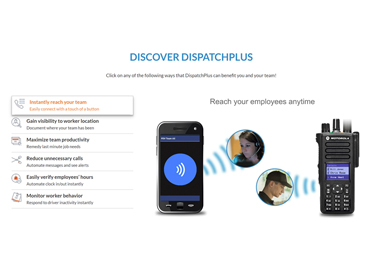 DISCOVER DISPATCHPLUS
Click on any of the following ways that DispatchPlus can benefit you and your team!
Instantly reach your team
Easily connect with a touch of a button
Gain visibility to worker location
Document where your team has been
Maximize team productivity
Remedy last-minute job needs
Reduce unnecessary calls
Automate messages and see alerts
Easily verify employees' hours
Automate clock in/out instantly
Monitor worker behavior
Respond to driver inactivity instantly
Reach your employees anytime
MOTOROLA